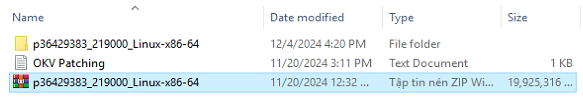 Name Date modified Type Size
p36429383_219000_Linux-x86-64 12/4/2024 4:20 PM File folder
OKV Patching 11/20/2024 3:11 PM Text Document 1 KB
p36429383_219000_Linux-x86-64 11/20/2024 12:32 ... Tập tin nén ZIP Wi... 19,925,316 ...